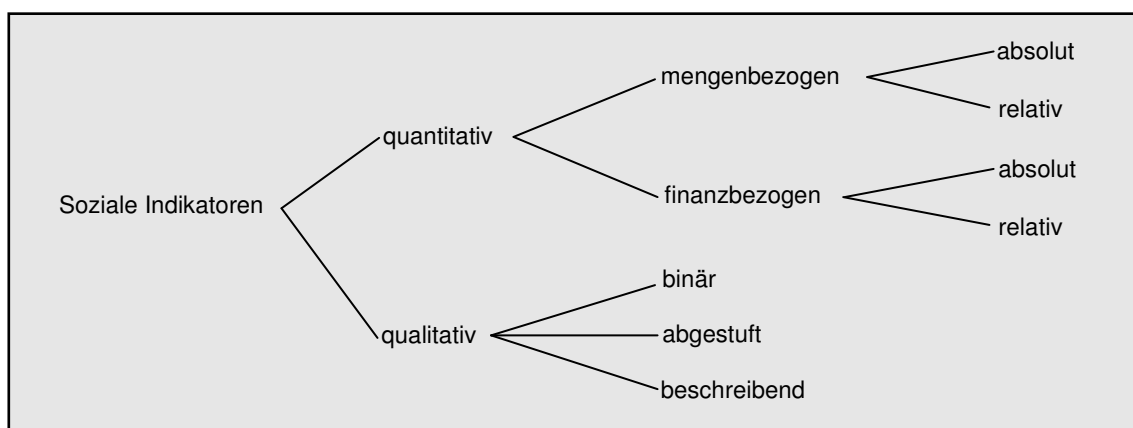 Soziale Indikatoren
quantitativ
mengenbezogen
absolut
relativ
finanzbezogen
absolut
relativ
qualitativ
binär
abgestuft
beschreibend